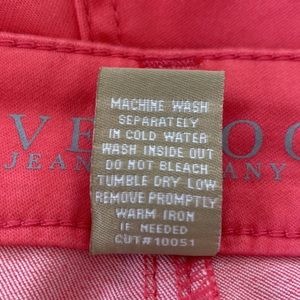 MACHINE WASH
SEPARATELY
IN COLD WATER
WASH INSIDE OUT
DO NOT BLEACH
TUMBLE DRY LOW
REMOVE PROMPTLY
WARM IRON
IF NEEDED
CUT#10051
JEAN